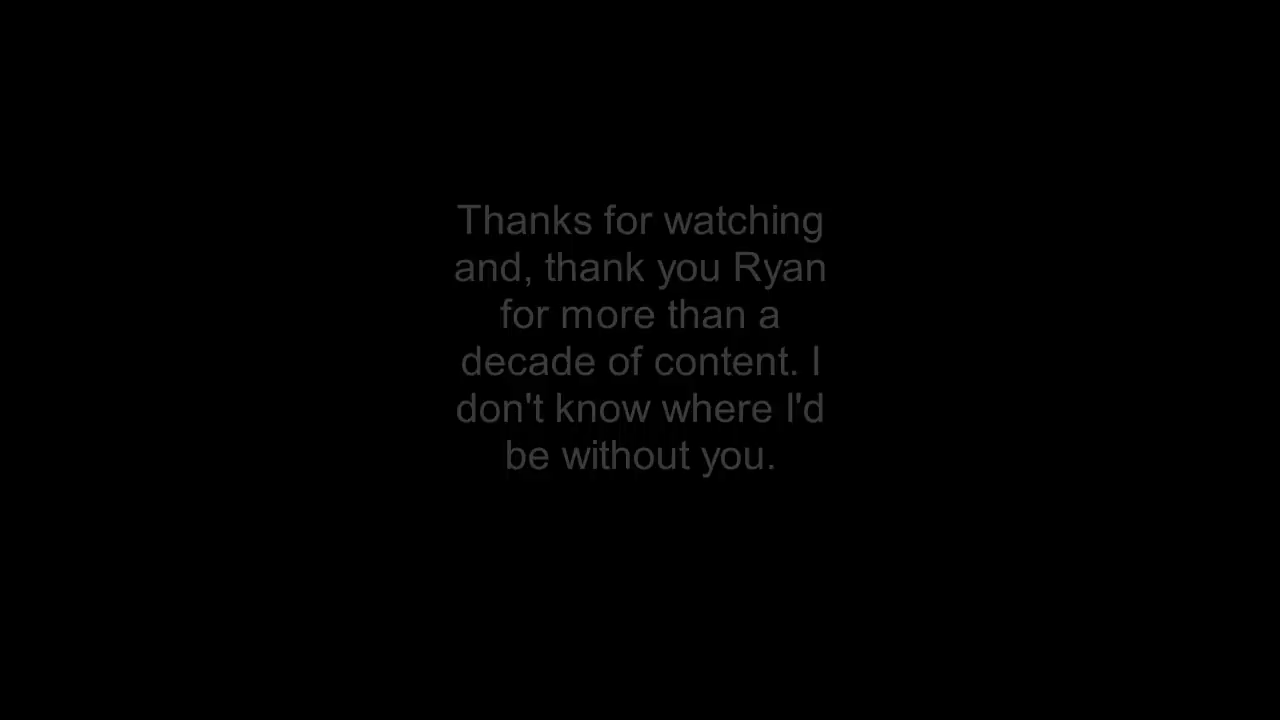 Thanks for watching
and, thank you Ryan
for more than a
decade of content. I
don't know where I'd
be without you.